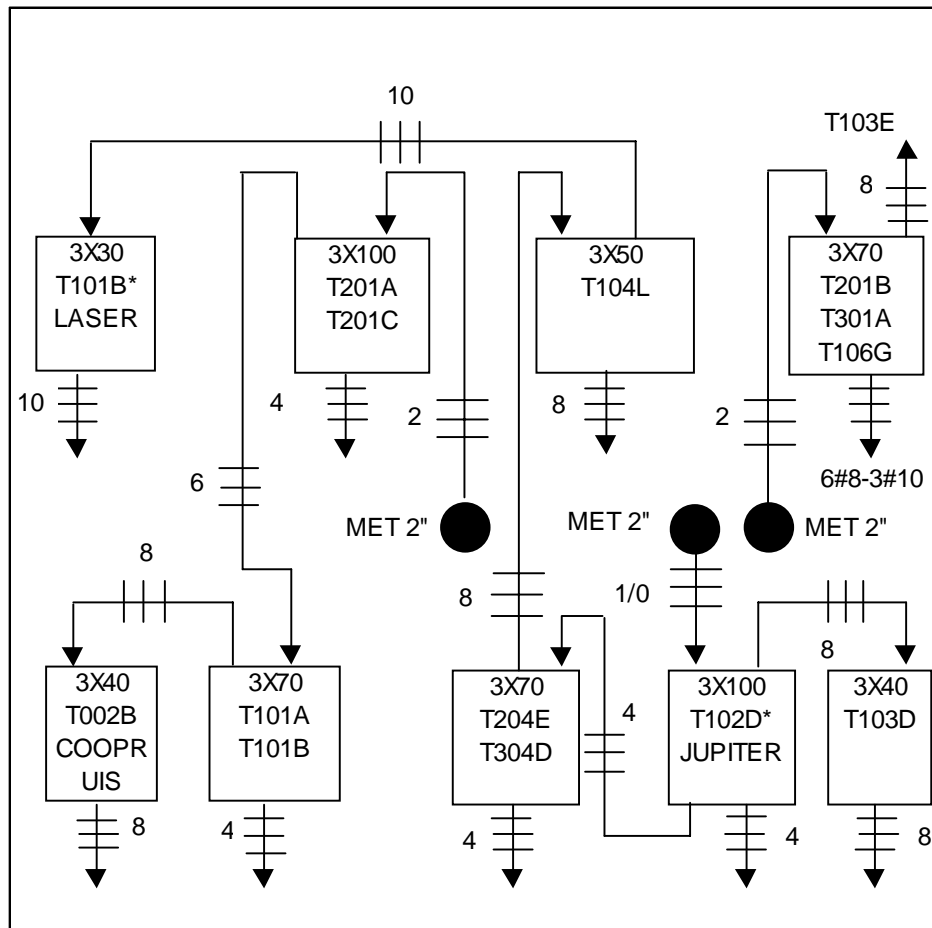 10
T103E
8
3X30
T101B*
LASER
3X100
T201A
T201C
3X50
T104L
3X70
T201B
T301A
T106G
10
4
2
8
2
6#8-3#10
6
MET 2"
MET 2"
MET 2"
8
8
1/0
8
3X40
T002B
COOPR
UIS
3X70
T101A
T101B
3X70
T204E
T304D
4
3X100
T102D*
JUPITER
3X40
T103D
8
4
4
4
8